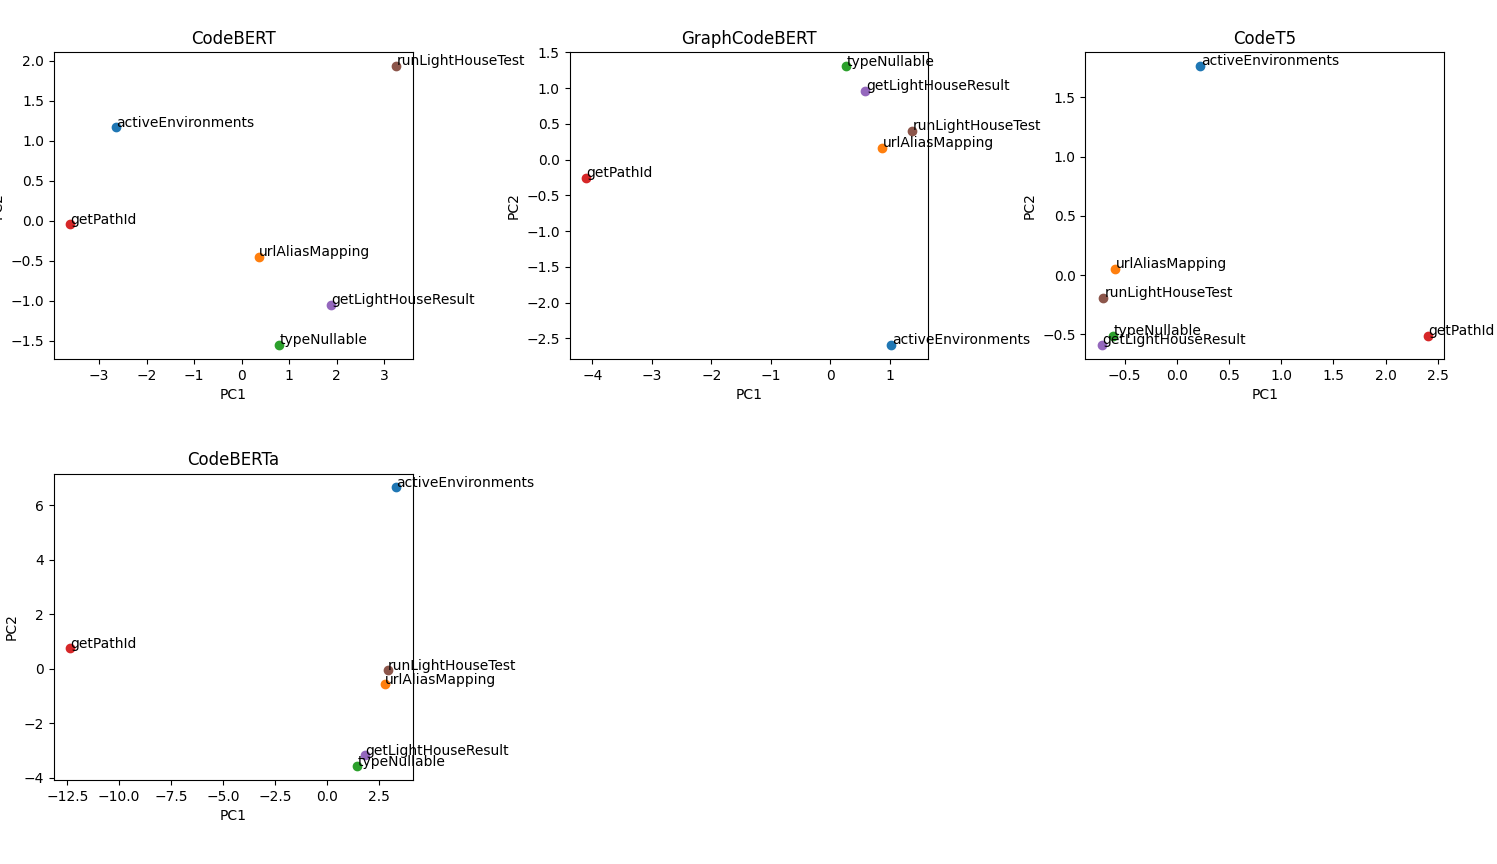 CodeBERT
2.0
1.5
1.0
0.5
0.0
−0.5
−1.0
−1.5
runLightHouseTest
activeEnvironments
getPathId
urlAliasMapping
getLightHouseResult
typeNullable
−3 −2 −1 0 1 2 3
PC1
GraphCodeBERT
PC2
1.5
1.0
0.5
0.0
−0.5
−1.0
−1.5
−2.0
−2.5
typeNullable
getLightHouseResult
runLightHouseTest
urlAliasMapping
getPathId
activeEnvironments
−4 −3 −2 −1 0 1
PC1
CodeT5
PC2
1.5
1.0
0.5
0.0
−0.5
activeEnvironments
urlAliasMapping
runLightHouseTest
typeNullable
getLightHouseResult
getPathId
−0.5 0.0 0.5 1.0 1.5 2.0 2.5
PC1
CodeBERTa
PC2
6
4
2
0
−2
−4
activeEnvironments
getPathId
runLightHouseTest
urlAliasMapping
getLightHouseResult
typeNullable
−12.5 −10.0 −7.5 −5.0 −2.5 0.0 2.5
PC1